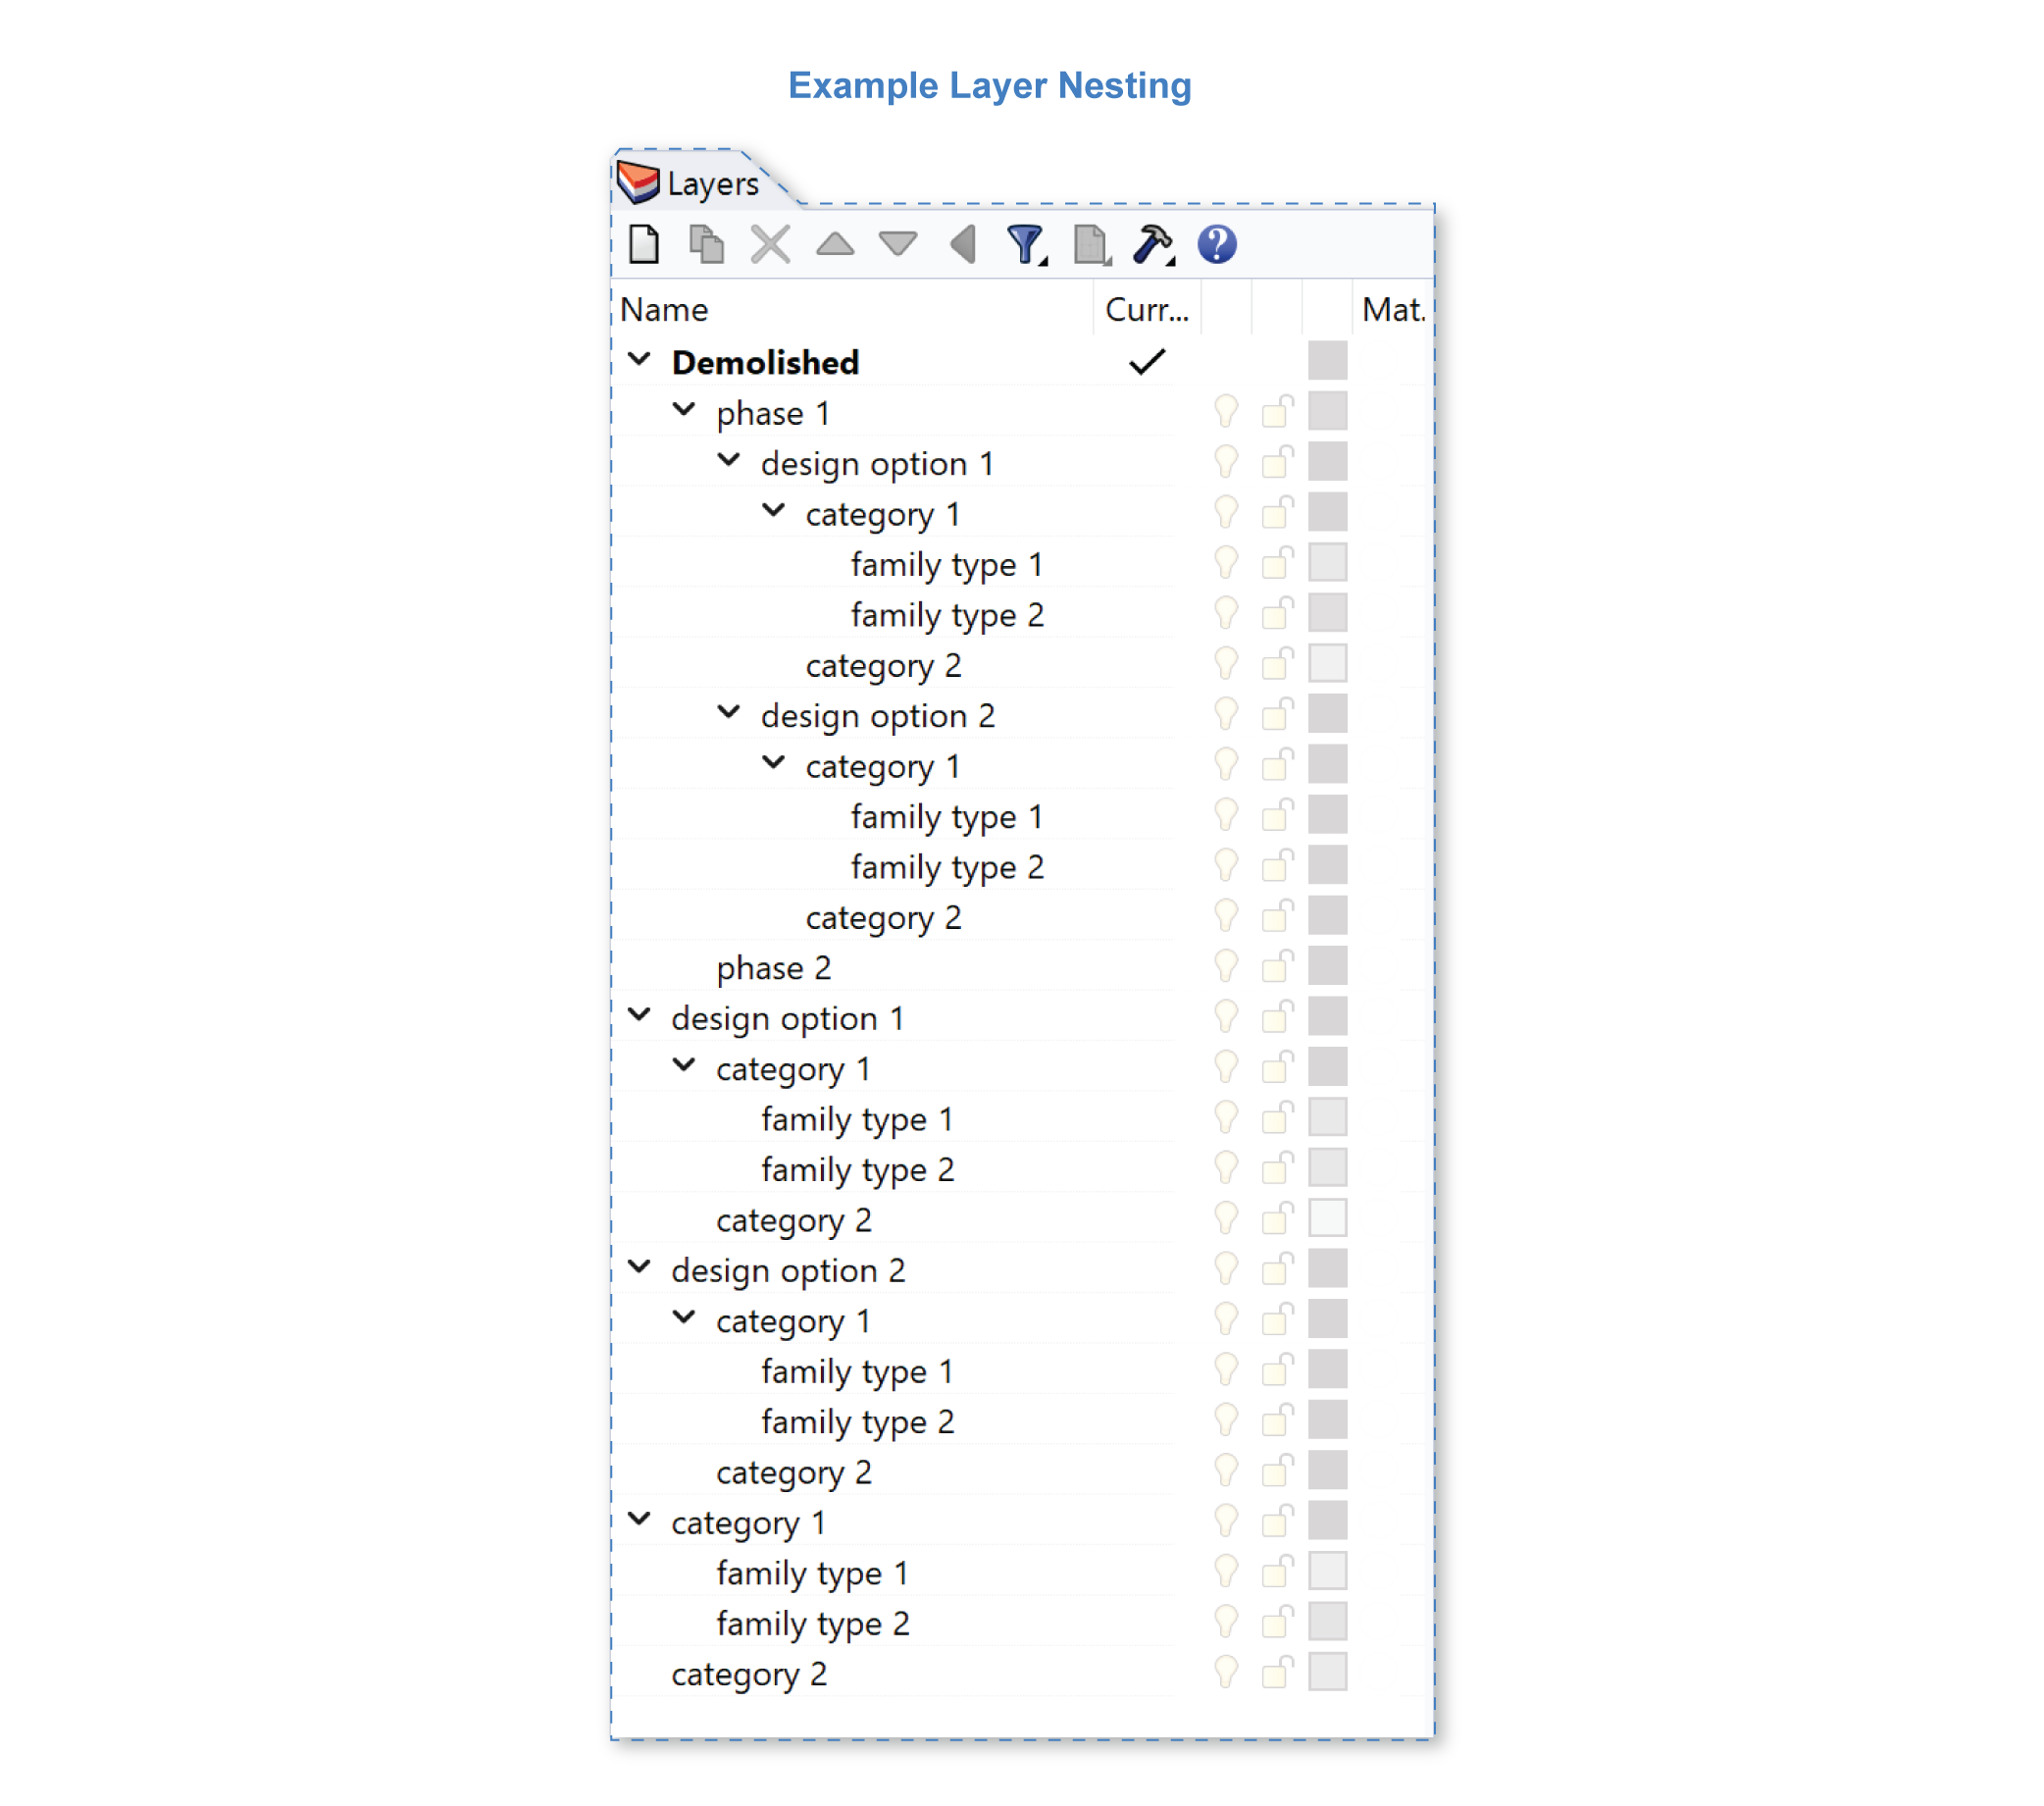 Example Layer Nesting
Layers
?
Name Curr... Mat.
Demolished
phase 1
design option 1
category 1
family type 1
family type 2
category 2
design option 2
category 1
family type 1
family type 2
category 2
phase 2
design option 1
category 1
family type 1
family type 2
category 2
design option 2
category 1
family type 1
family type 2
category 2
category 1
family type 1
family type 2
category 2